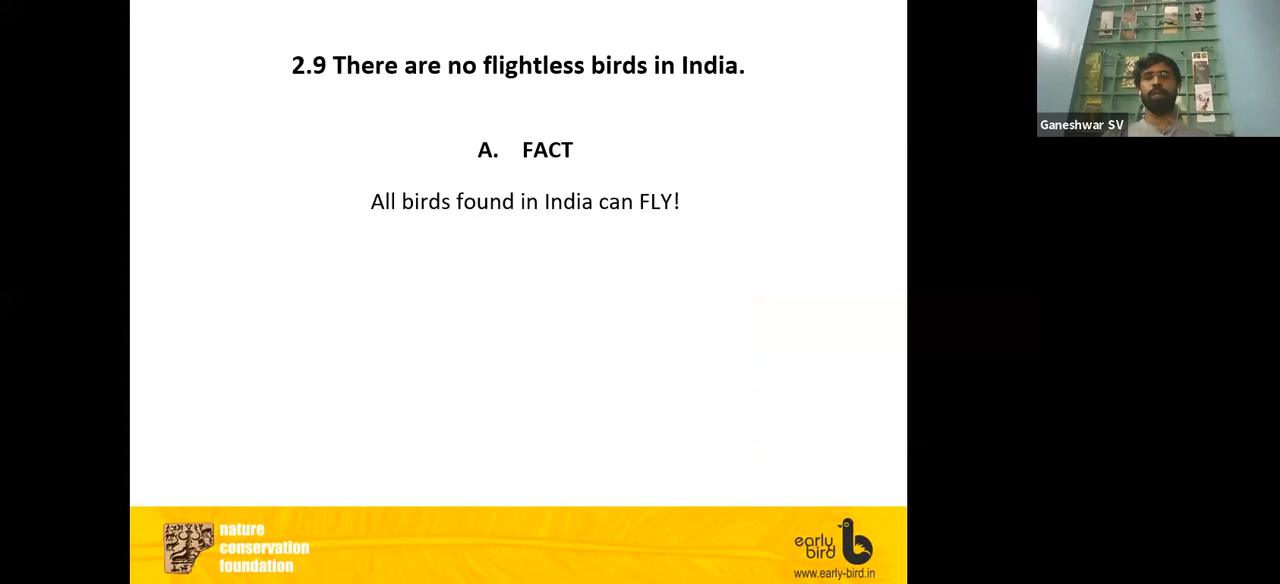 2.9 There are no flightless birds in India.
A. FACT
All birds found in India can FLY!
Ganeshwar SV
nature
conservation
foundation
early
bird
www.early-bird.in